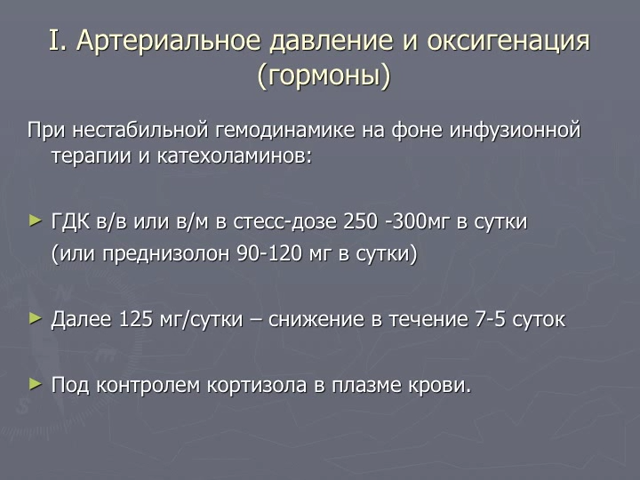 I. Артериальное давление и оксигенация
(гормоны)
При нестабильной гемодинамике на фоне инфузионной
терапии и катехоламинов:
► ГДК в/в или в/м в стесс-дозе 250 -300мг в сутки
(или преднизолон 90-120 мг в сутки)
► Далее 125 мг/сутки – снижение в течение 7-5 суток
► Под контролем кортизола в плазме крови.